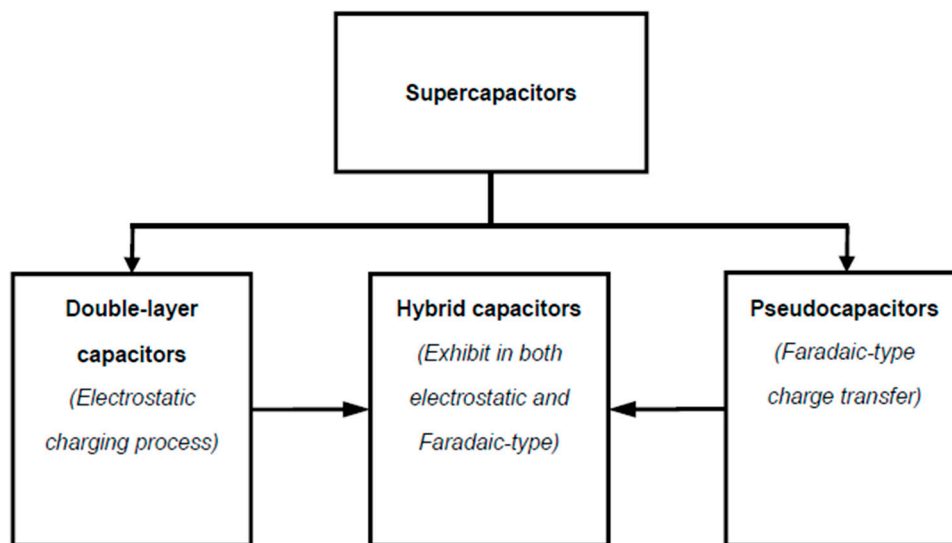 Supercapacitors
Double-layer
capacitors
(Electrostatic
charging process)
Hybrid capacitors
(Exhibit in both
electrostatic and
Faradaic-type)
Pseudocapacitors
(Faradaic-type
charge transfer)